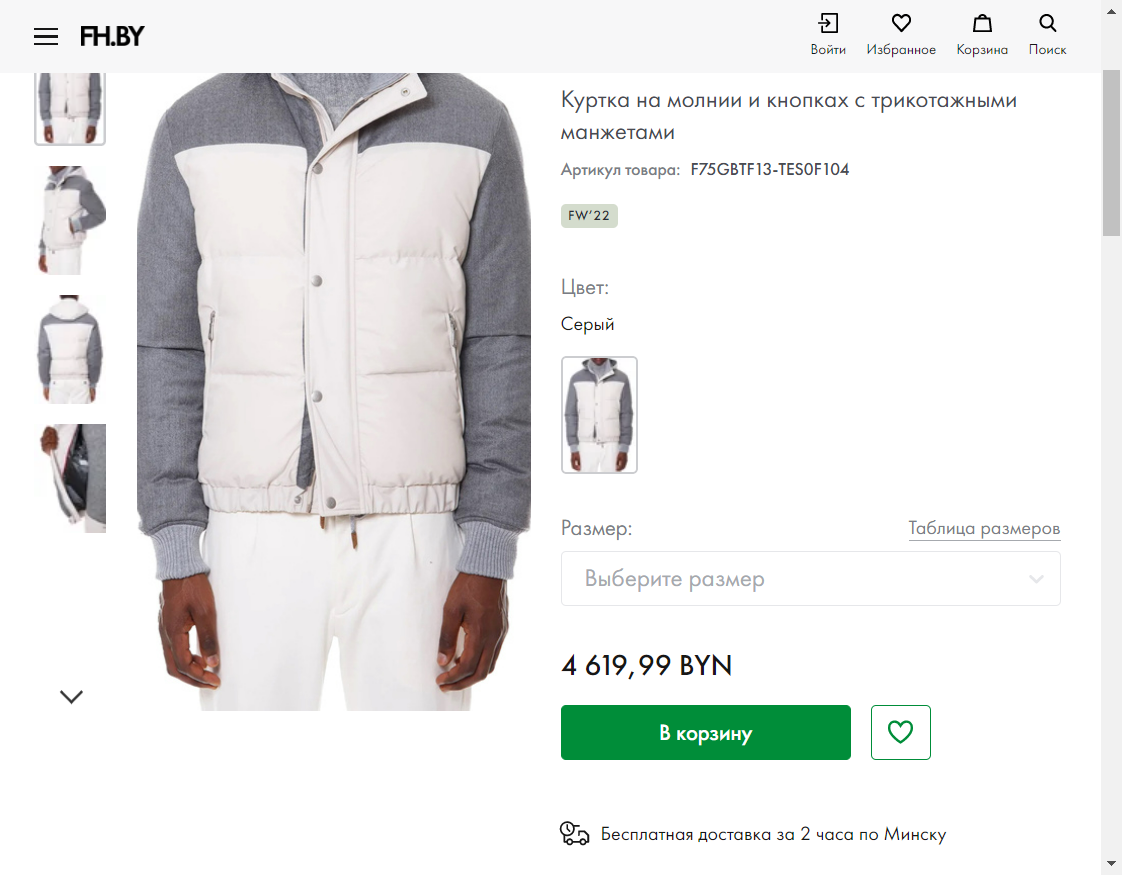 FH.BY
Войти
Избранное
Корзина
Поиск
Куртка на молнии и кнопках с трикотажными
манжетами
Артикул товара: F75GBTF13-TES0F104
FW'22
Цвет:
Серый
Размер:
Таблица размеров
Выберите размер
4 619,99 BYN
В корзину
Бесплатная доставка за 2 часа по Минску